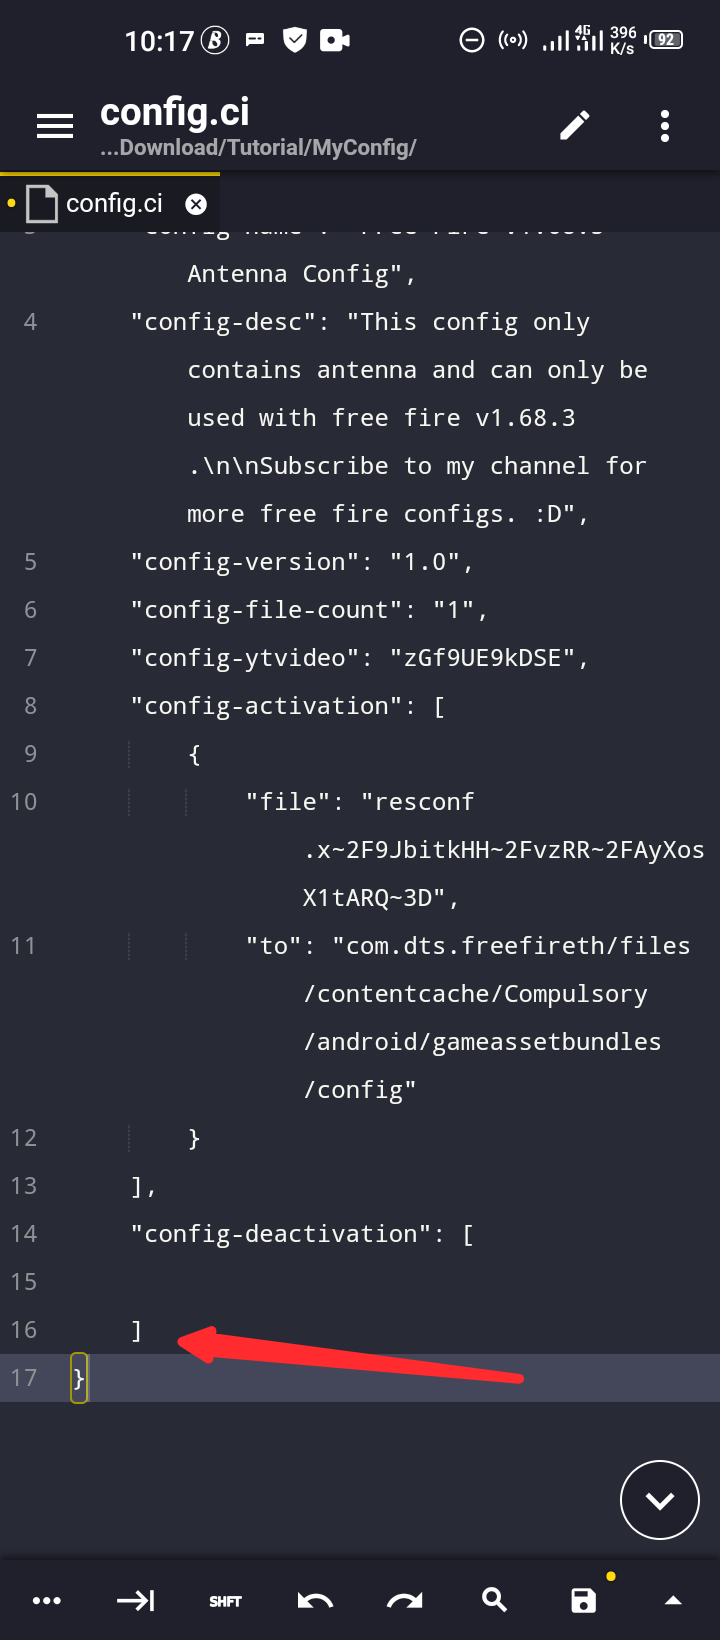 10:17
4G
396
K/s
92
config.ci
...Download/Tutorial/MyConfig/
config.ci
Antenna Config",
4 "config-desc": "This config only
contains antenna and can only be
used with free fire v1.68.3
.\n\nSubscribe to my channel for
more free fire configs. :D",
5 "config-version": "1.0",
6 "config-file-count": "1",
7 "config-ytvideo": "zGf9UE9kDSE",
8 "config-activation": [
9 {
10 "file": "resconf
.x~2F9JbitkHH~2FvzRR~2FAyXos
X1tARQ~3D",
11 "to": "com.dts.freefireth/files
/contentcache/Compulsory
/android/gameassetbundles
/config"
12 }
13 ],
14 "config-deactivation": [
15
16 ]
17 }
SHFT